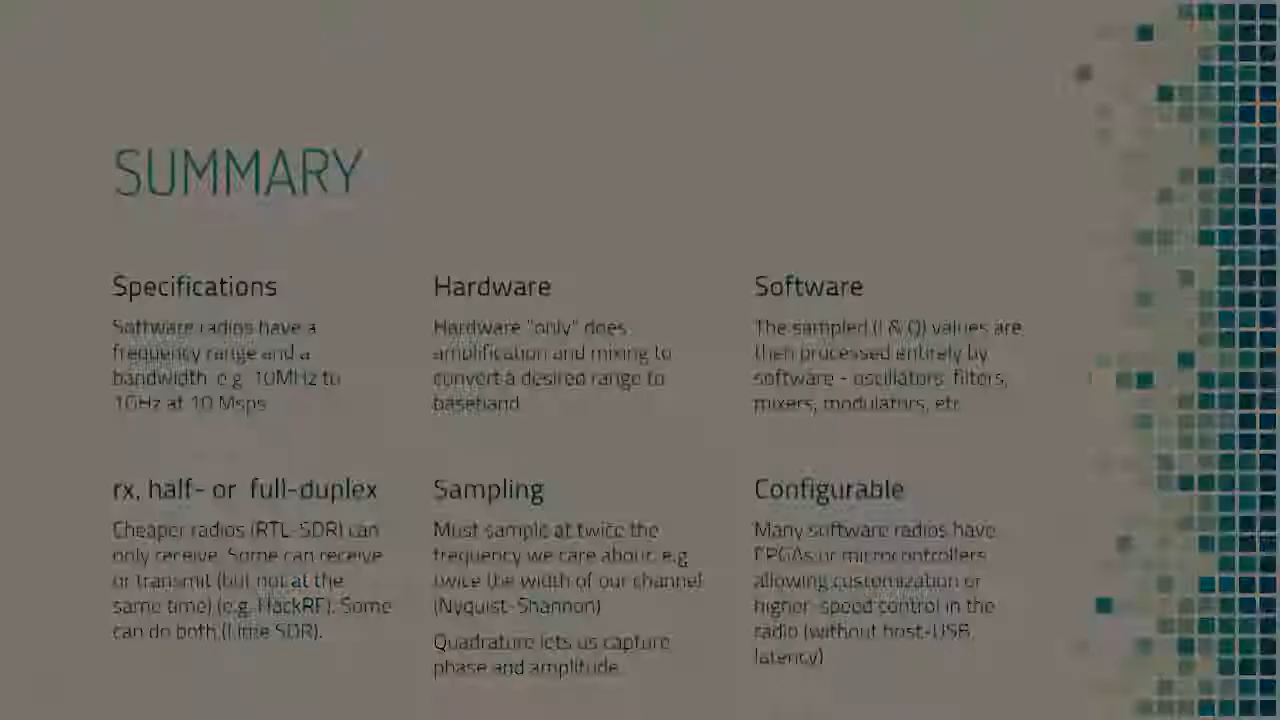 SUMMARY
Specifications
Software radios have a
frequency range and a
bandwidth e.g. 10MHz to
1GHz at 10 Msps
Hardware
Hardware "only" does
amplification and mixing to
convert a desired range to
baseband
Software
The sampled (I & Q) values are
then processed entirely by
software - oscillators, filters,
mixers, modulators, etc
rx, half- or full-duplex
Cheaper radios (RTL-SDR) can
only receive. Some can receive
or transmit (but not at the
same time) (e.g. HackRF). Some
can do both (Lime SDR).
Sampling
Must sample at twice the
frequency we care about e.g
twice the width of our channel
(Nyquist-Shannon)
Quadrature lets us capture
phase and amplitude
Configurable
Many software radios have
FPGAs or microcontrollers
allowing customization or
higher-speed control in the
radio (without host-USB
latency)